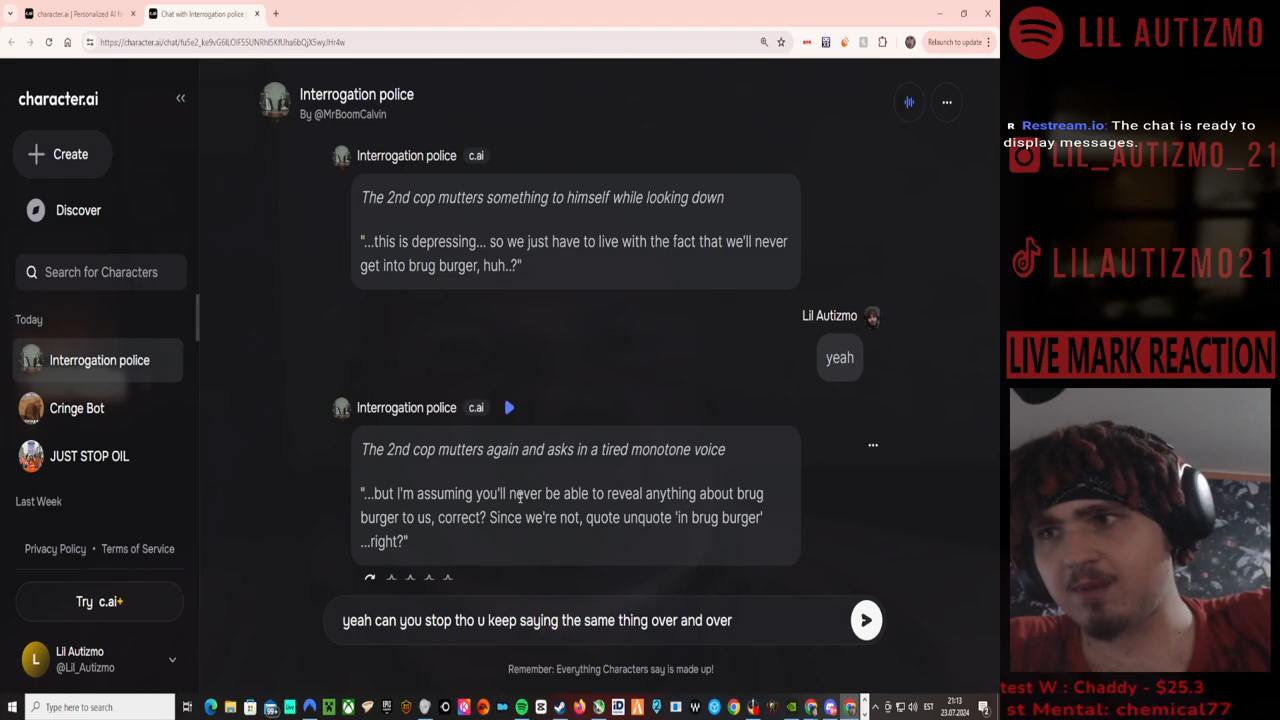 character.ai | Personalized AI f
Chat with Interrogation police |
https://character.ai/chat/
Relaunch to update
character.ai
Create
Discover
Search for Characters
Today
Interrogation police
Cringe Bot
JUST STOP OIL
Last Week
Privacy Policy • Terms of Service
Try c.ai+
L
Lil Autizmo
@Lil_Autizmo
Interrogation police
By @MrBoomCalvin
Interrogation police c.ai
The 2nd cop mutters something to himself while looking down
"...this is depressing... so we just have to live with the fact that we'll never
get into brug burger, huh..?"
Lil Autizmo
yeah
Interrogation police c.ai
The 2nd cop mutters again and asks in a tired monotone voice
"...but I'm assuming you'll never be able to reveal anything about brug
burger to us, correct? Since we're not, quote unquote 'in brug burger'
...right?"
yeah can you stop tho u keep saying the same thing over and over
Remember: Everything Characters say is made up!
LIL AUTIZMO
R Restream.io: The chat is ready to
display messages.
LIL_AUTIZMO_21
LILAUTIZMO21
LIVE MARK REACTION
test W : Chaddy - $25.3
st Mental: chemical77
Type here to search
99+
EST
21:13
23.07.2024
2